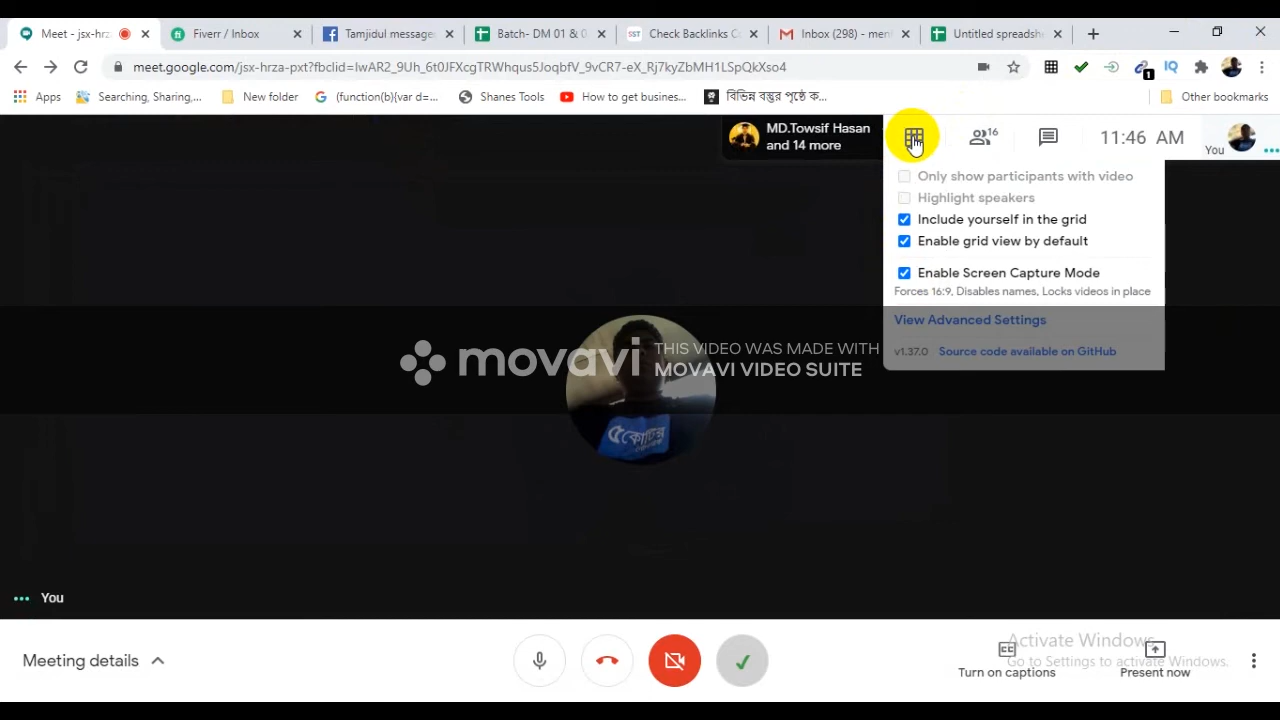 Meet - jsx-hrz
Fiverr / Inbox
Tamjidul message
Batch- DM 01 & 0
Check Backlinks C
Inbox (298) - men
Untitled spreadshe
meet.google.com/jsx-hrza-pxt?fbclid=IwAR2_9Uh_6t0JFXcgTRWhqus5JoqbfV_9vCR7-eX_Rj7kyZbMH1LSpQkXso4
1
IQ
Apps
Searching, Sharing,...
New folder
(function(b){var d=...
Shanes Tools
How to get busines...
বিভিন্ন বস্তুর পৃষ্ঠে ক...
Other bookmarks
MD.Towsif Hasan
and 14 more
16
11:46 AM
You
Only show participants with video
Highlight speakers
Include yourself in the grid
Enable grid view by default
Enable Screen Capture Mode
Forces 16:9, Disables names, Locks videos in place
View Advanced Settings
v1.37.0 Source code available on GitHub
movavi
THIS VIDEO WAS MADE WITH
MOVAVI VIDEO SUITE
৫কোটির
You
Meeting details
Turn on captions
Present now
Activate Windows
Go to Settings to activate Windows.